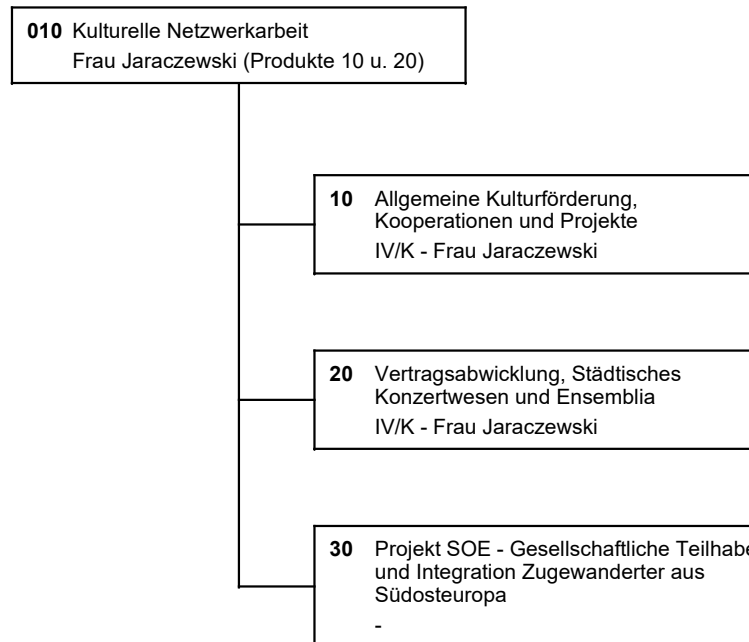 010 Kulturelle Netzwerkarbeit
Frau Jaraczewski (Produkte 10 u. 20)
10 Allgemeine Kulturförderung,
Kooperationen und Projekte
IV/K - Frau Jaraczewski
20 Vertragsabwicklung, Städtisches
Konzertwesen und Ensemblia
IV/K - Frau Jaraczewski
30 Projekt SOE - Gesellschaftliche Teilhabe
und Integration Zugewanderter aus
Südosteuropa
-